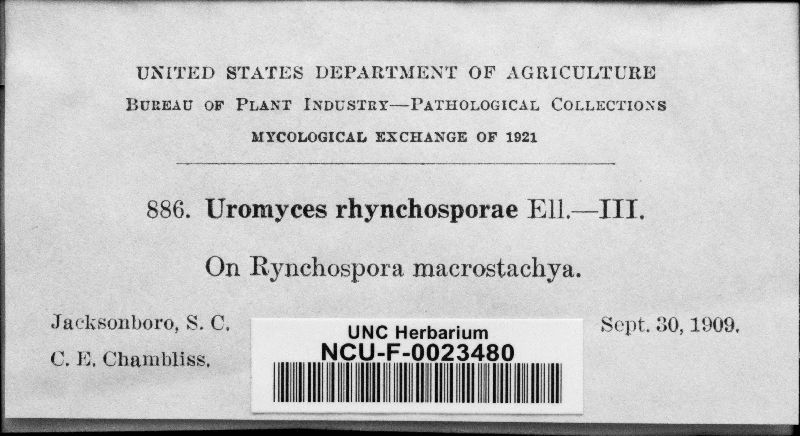 UNITED STATES DEPARTMENT OF AGRICULTURE
BUREAU OF PLANT INDUSTRY—PATHOLOGICAL COLLECTIONS
MYCOLOGICAL EXCHANGE OF 1921
886. Uromyces rhynchosporae Ell.—III.
On Rynchospora macrostachya.
Jacksonboro, S. C. Sept. 30, 1909.
C. E. Chambliss.
UNC Herbarium
NCU-F-0023480